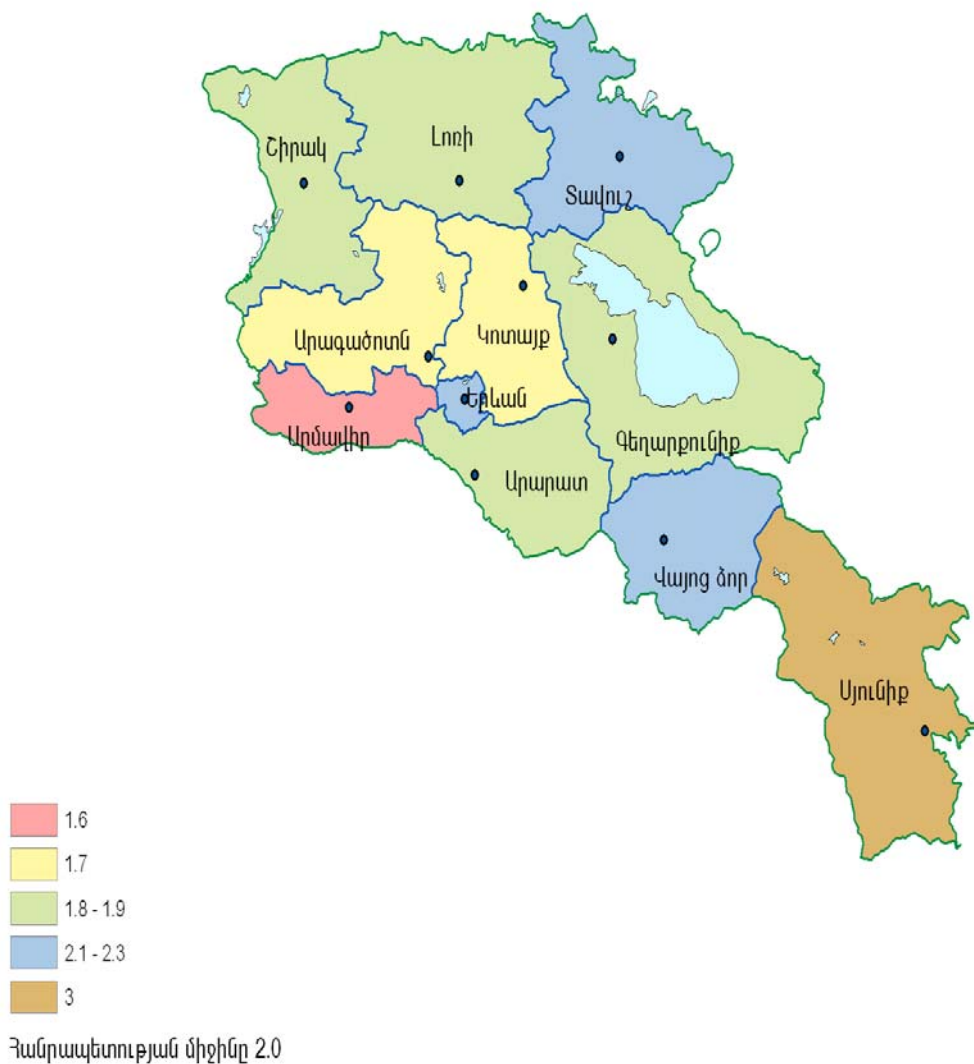 Շիրակ
Լոռի
Տավուշ
Արագածոտն
Կոտայք
Երևան
Արմավիր
Գեղարքունիք
Արարատ
Վայոց ձոր
Սյունիք
1.6
1.7
1.8 - 1.9
2.1 - 2.3
3
Հանրապետության միջինը 2.0